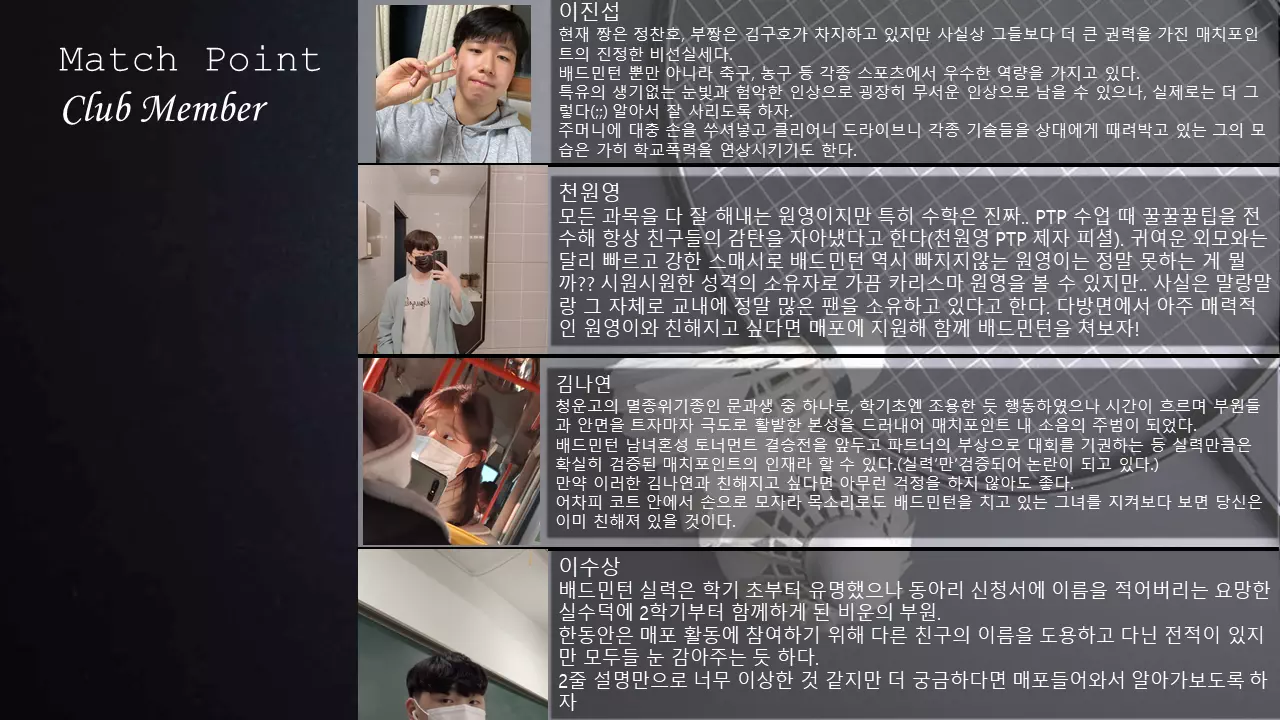 Match Point
Club Member
이진섭
현재 짱은 정찬호, 부짱은 김구호가 차지하고 있지만 사실상 그들보다 더 큰 권력을 가진 매치포인
트의 진정한 비선실세다.
배드민턴 뿐만 아니라 축구, 농구 등 각종 스포츠에서 우수한 역량을 가지고 있다.
특유의 생기없는 눈빛과 험악한 인상으로 굉장히 무서운 인상으로 남을 수 있으나, 실제로는 더 그
렇다(;;) 알아서 잘 사리도록 하자.
주머니에 대충 손을 쑤셔넣고 클리어니 드라이브니 각종 기술들을 상대에게 때려박고 있는 그의 모
습은 가히 학교폭력을 연상시키기도 한다.
천원영
모든 과목을 다 잘 해내는 원영이지만 특히 수학은 진짜.. PTP 수업 때 꿀꿀꿀팁을 전
수해 항상 친구들의 감탄을 자아냈다고 한다(천원영 PTP 제자 피셜). 귀여운 외모와는
달리 빠르고 강한 스매시로 배드민턴 역시 빠지지않는 원영이는 정말 못하는 게 뭘
까?? 시원시원한 성격의 소유자로 가끔 카리스마 원영을 볼 수 있지만.. 사실은 말랑말
랑 그 자체로 교내에 정말 많은 팬을 소유하고 있다고 한다. 다방면에서 아주 매력적
인 원영이와 친해지고 싶다면 매포에 지원해 함께 배드민턴을 쳐보자!
김나연
청운고의 멸종위기종인 문과생 중 하나로, 학기초엔 조용한 듯 행동하였으나 시간이 흐르며 부원들
과 안면을 트자마자 극도로 활발한 본성을 드러내어 매치포인트 내 소음의 주범이 되었다.
배드민턴 남녀혼성 토너먼트 결승전을 앞두고 파트너의 부상으로 대회를 기권하는 등 실력만큼은
확실히 검증된 매치포인트의 인재라 할 수 있다.(실력'만'검증되어 논란이 되고 있다.)
만약 이러한 김나연과 친해지고 싶다면 아무런 걱정을 하지 않아도 좋다.
어차피 코트 안에서 손으로 모자라 목소리로도 배드민턴을 치고 있는 그녀를 지켜보다 보면 당신은
이미 친해져 있을 것이다.
이수상
배드민턴 실력은 학기 초부터 유명했으나 동아리 신청서에 이름을 적어버리는 요망한
실수덕에 2학기부터 함께하게 된 비운의 부원.
한동안은 매포 활동에 참여하기 위해 다른 친구의 이름을 도용하고 다닌 전적이 있지
만 모두들 눈 감아주는 듯 하다.
2줄 설명만으로 너무 이상한 것 같지만 더 궁금하다면 매포들어와서 알아가보도록 하
자